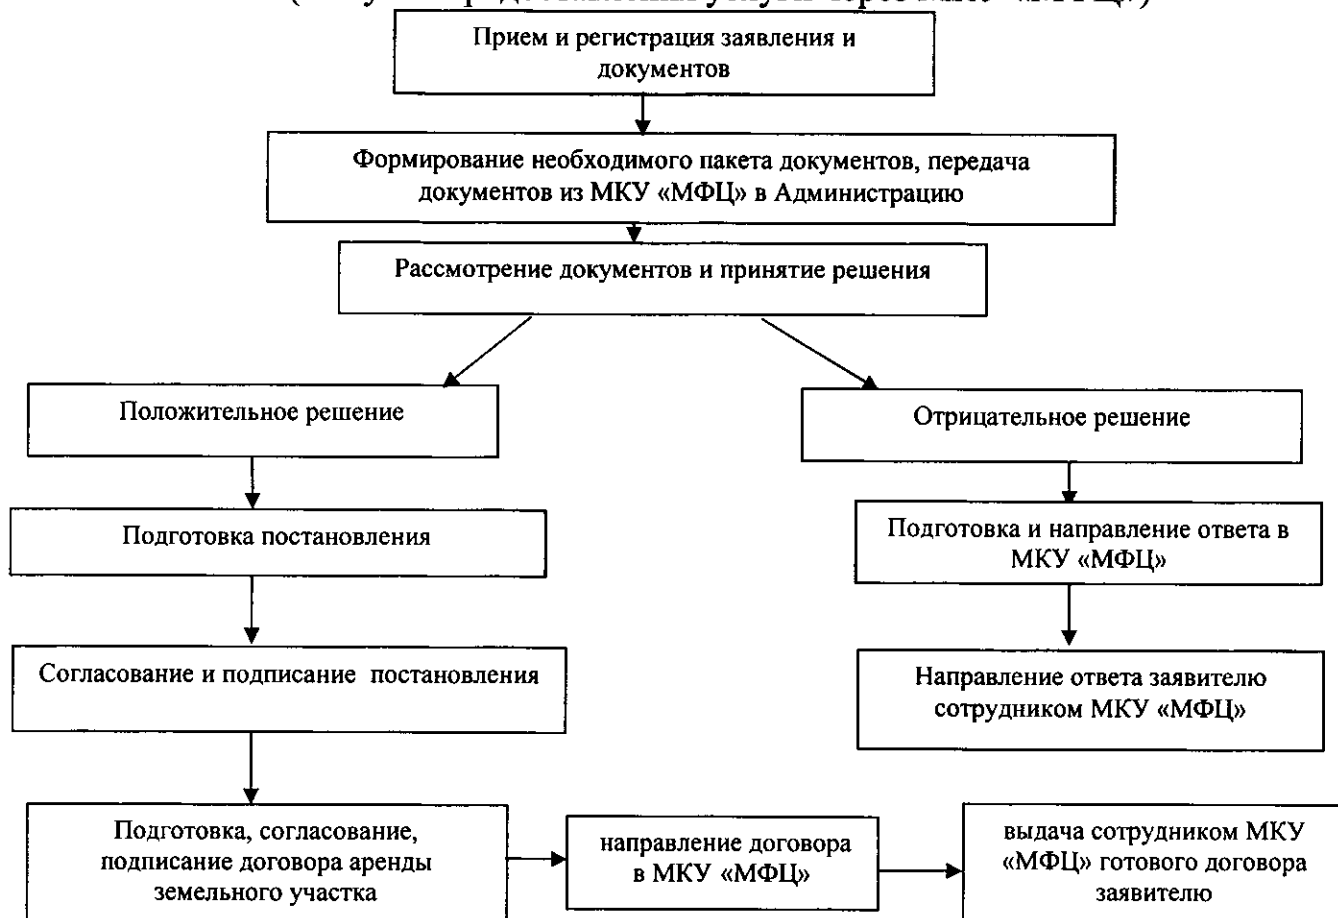 Прием и регистрация заявления и
документов
Формирование необходимого пакета документов, передача
документов из МКУ «МФЦ» в Администрацию
Рассмотрение документов и принятие решения
Положительное решение
Отрицательное решение
Подготовка постановления
Подготовка и направление ответа в
МКУ «МФЦ»
Согласование и подписание постановления
Направление ответа заявителю
сотрудником МКУ «МФЦ»
Подготовка, согласование,
подписание договора аренды
земельного участка
направление договора
в МКУ «МФЦ»
выдача сотрудником МКУ
«МФЦ» готового договора
заявителю